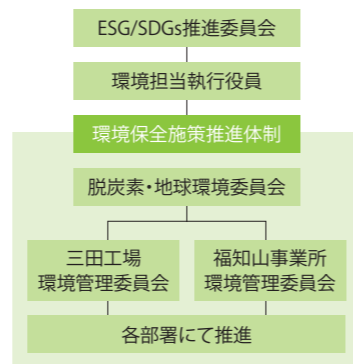 ESG/SDGs推進委員会
環境担当執行役員
環境保全施策推進体制
脱炭素・地球環境委員会
三田工場
環境管理委員会
福知山事業所
環境管理委員会
各部署にて推進